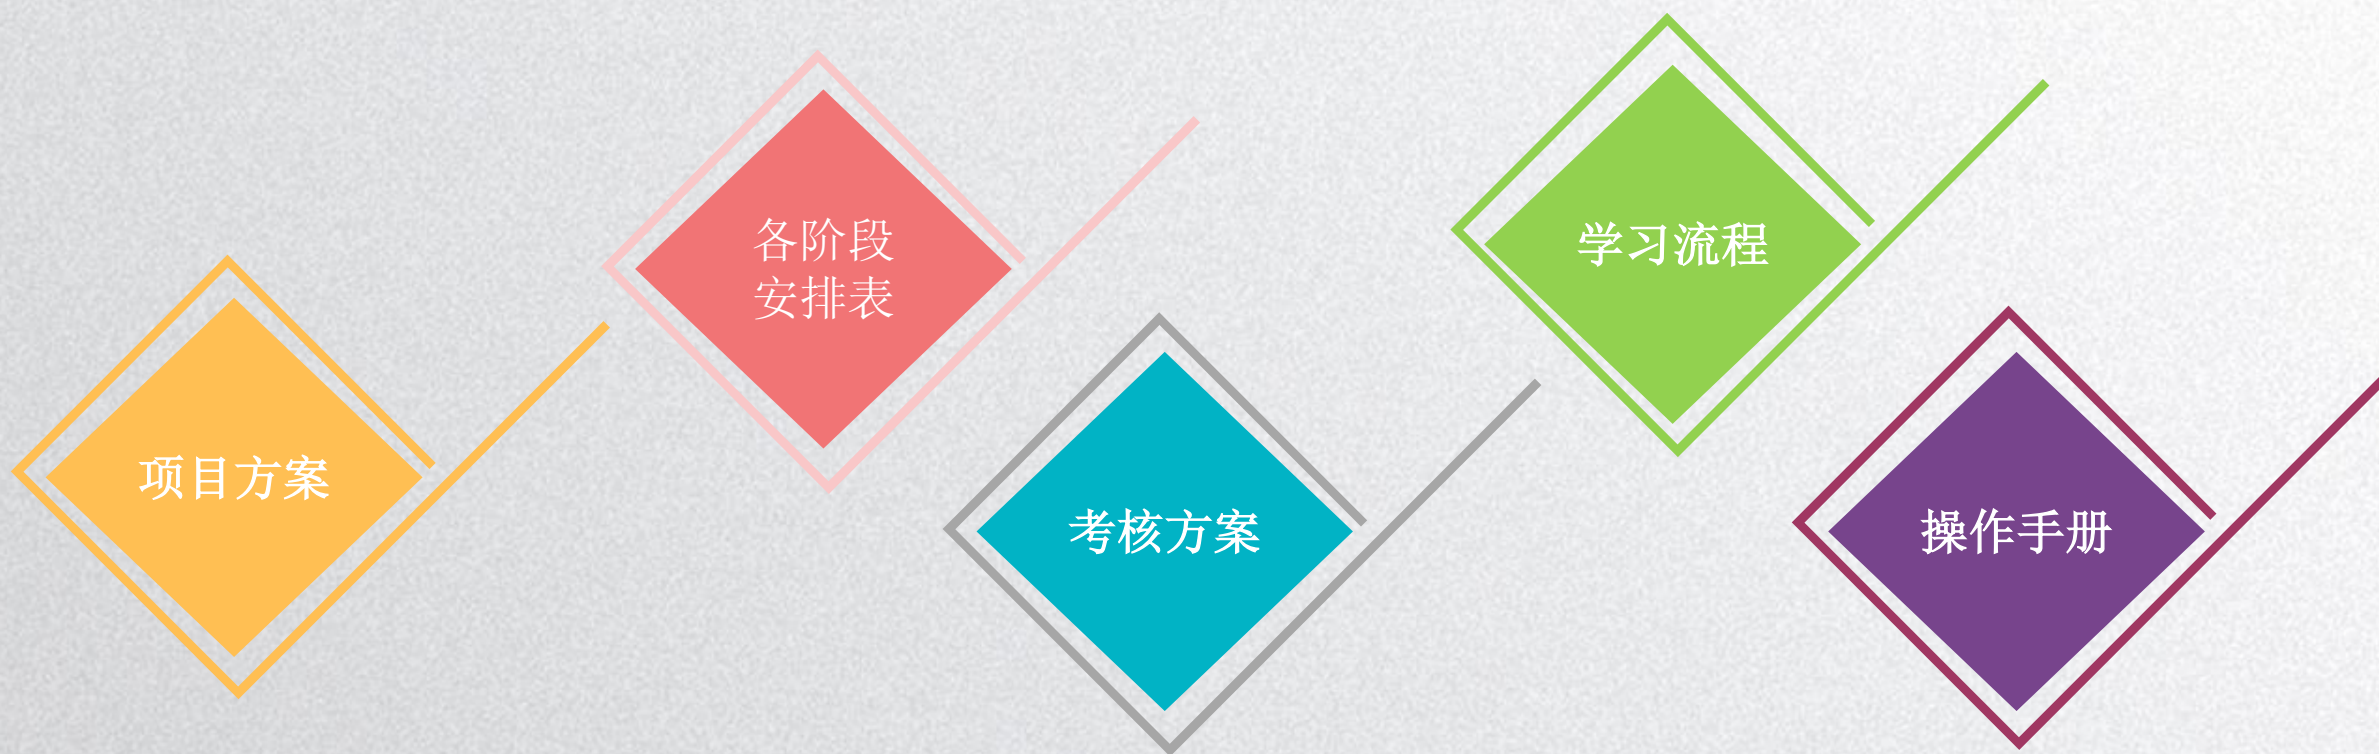 项目方案
各阶段
安排表
考核方案
学习流程
操作手册